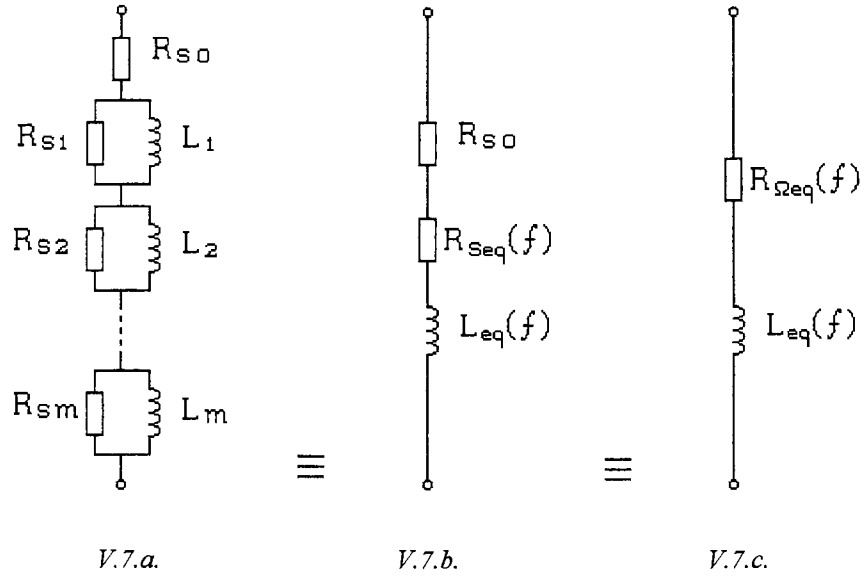 RS0
RS1
L1
RS2
L2
RSm
Lm
≡
RS0
RSeq(f)
Leq(f)
≡
RΩeq(f)
Leq(f)
V.7.a.
V.7.b.
V.7.c.